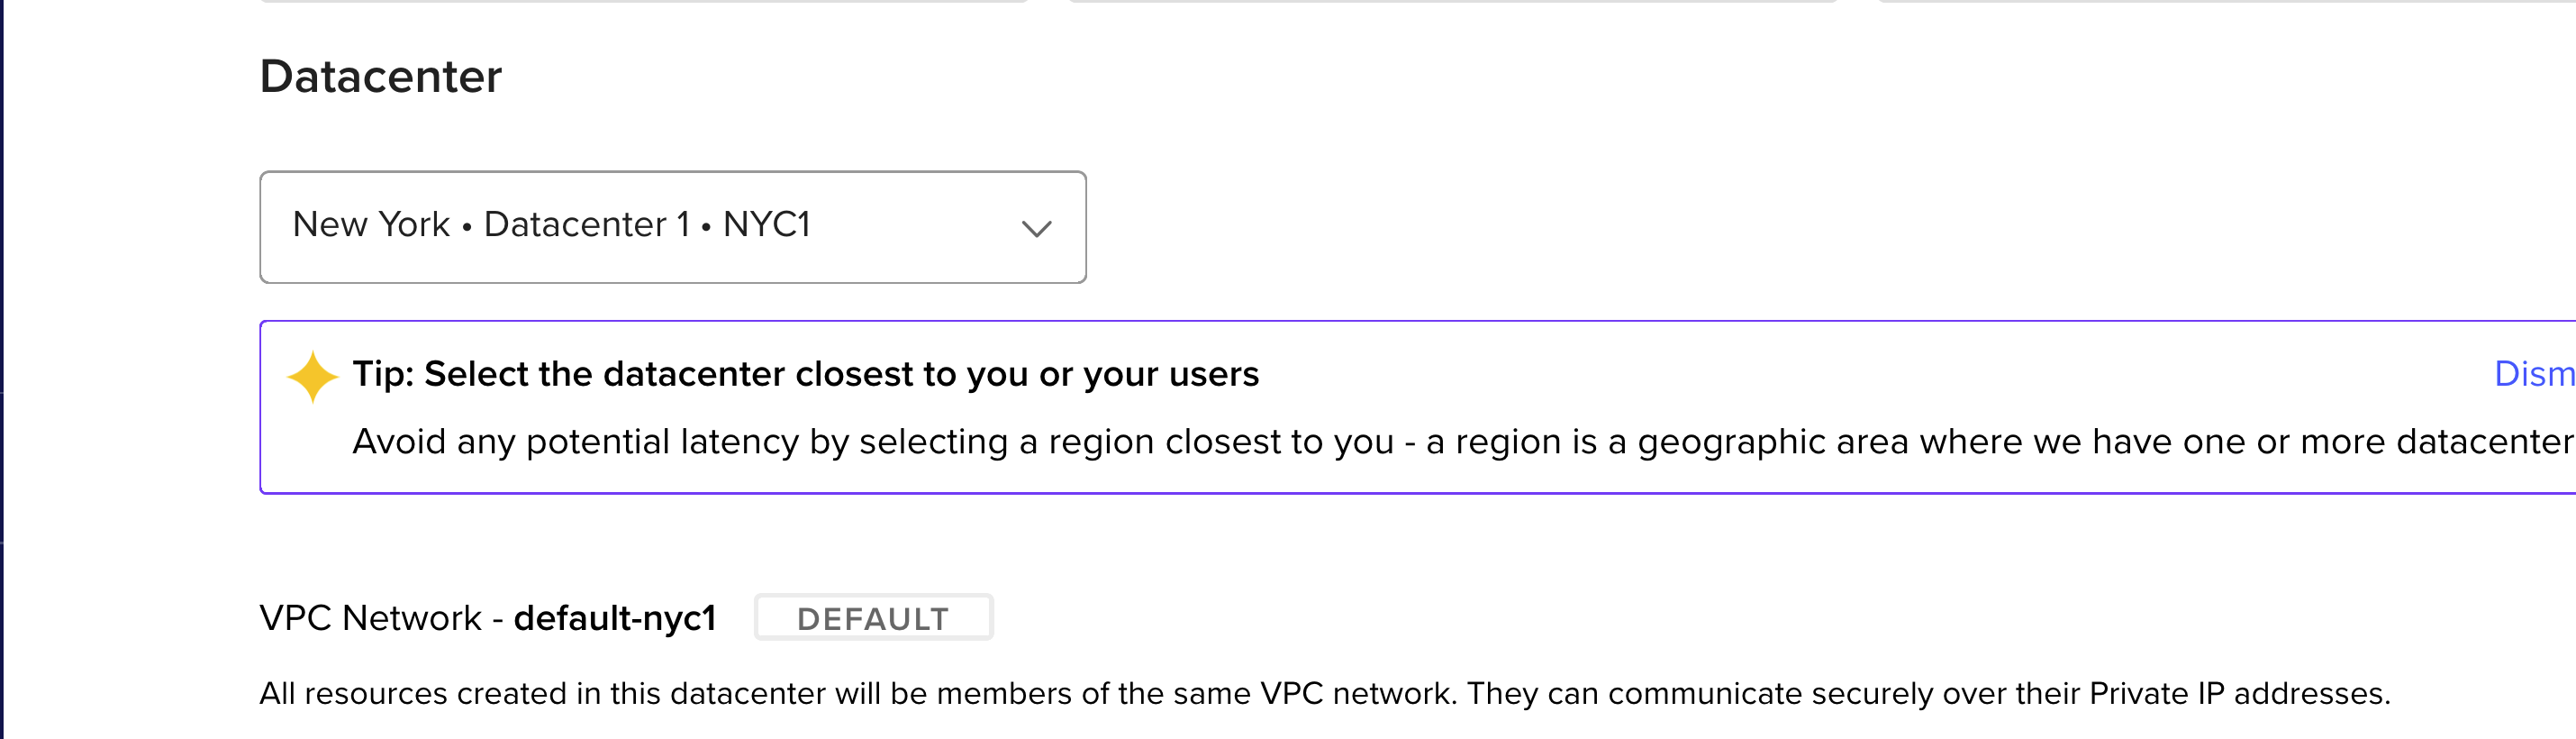 Datacenter
New York • Datacenter 1 • NYC1
Tip: Select the datacenter closest to you or your users
Dism
Avoid any potential latency by selecting a region closest to you - a region is a geographic area where we have one or more datacenter
VPC Network - default-nyc1 DEFAULT
All resources created in this datacenter will be members of the same VPC network. They can communicate securely over their Private IP addresses.